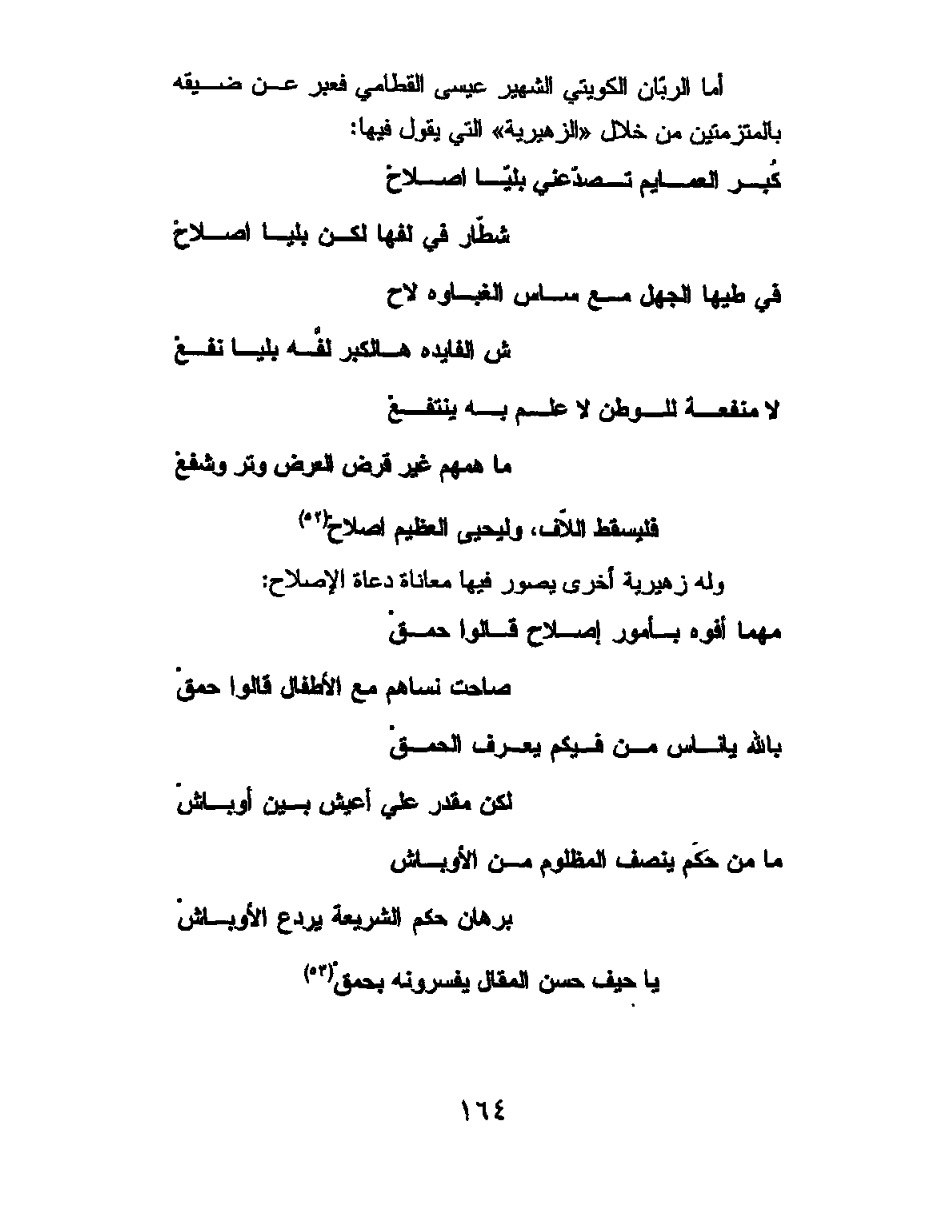 أما الربّان الكويتي الشهير عيسى القطامي فعبر عن ضيقه
بالمتزمتين من خلال «الزهيرية» التي يقول فيها:
كُبر العمايم تصدّعني بليّا اصلاحْ
شطّار في لفها لكن بليا اصلاحْ
في طيها الجهل مع ساس الغباوه لاح
ش الفايده هالكبر لفَّه بليا نفعْ
لا منفعة للوطن لا علم به ينتفعْ
ما همهم غير قرض العرض وتر وشفعْ
فليسقط اللآف، وليحيى العظيم اصلاحْ(٥٢)
وله زهيرية أخرى يصور فيها معاناة دعاة الإصلاح:
مهما أفوه بأمور إصلاح قالوا حمقْ
صاحت نساهم مع الأطفال قالوا حمقْ
بالله ياناس من فيكم يعرف الحمقْ
لكن مقدر علي أعيش بين أوباشْ
ما من حكَم ينصف المظلوم من الأوباش
برهان حكم الشريعة يردع الأوباشْ
يا حيف حسن المقال يفسرونه بحمقْ(٥٣)
١٦٤